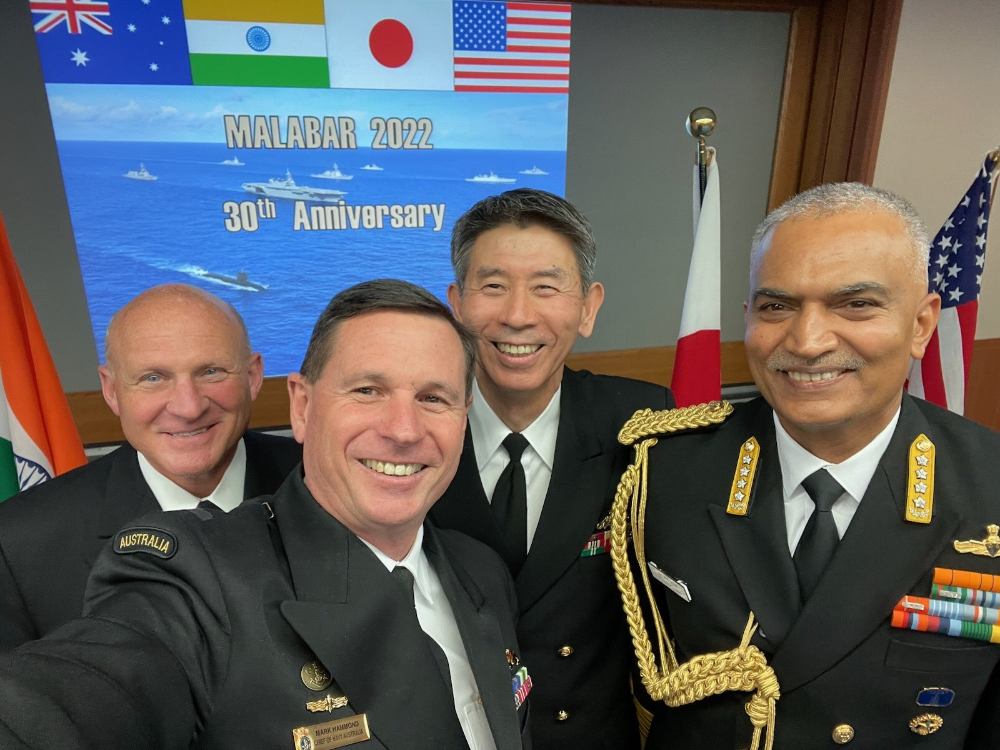 MALABAR 2022
30th Anniversary
AUSTRALIA
MARK HAMMOND
CHIEF OF NAVY AUSTRALIA